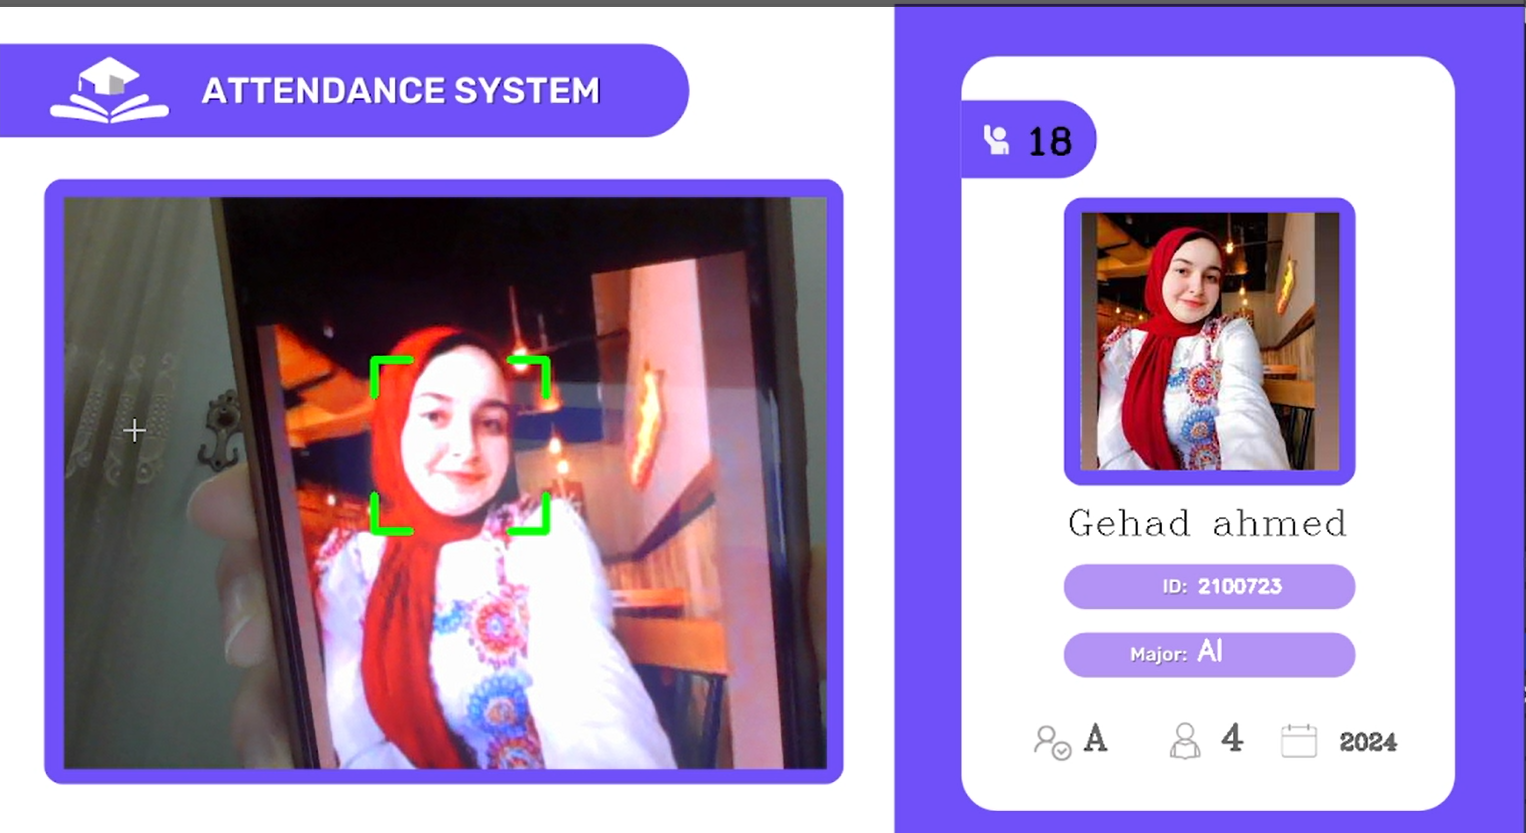 ATTENDANCE SYSTEM
18
Gehad ahmed
ID: 2100723
Major: AI
A 4 2024